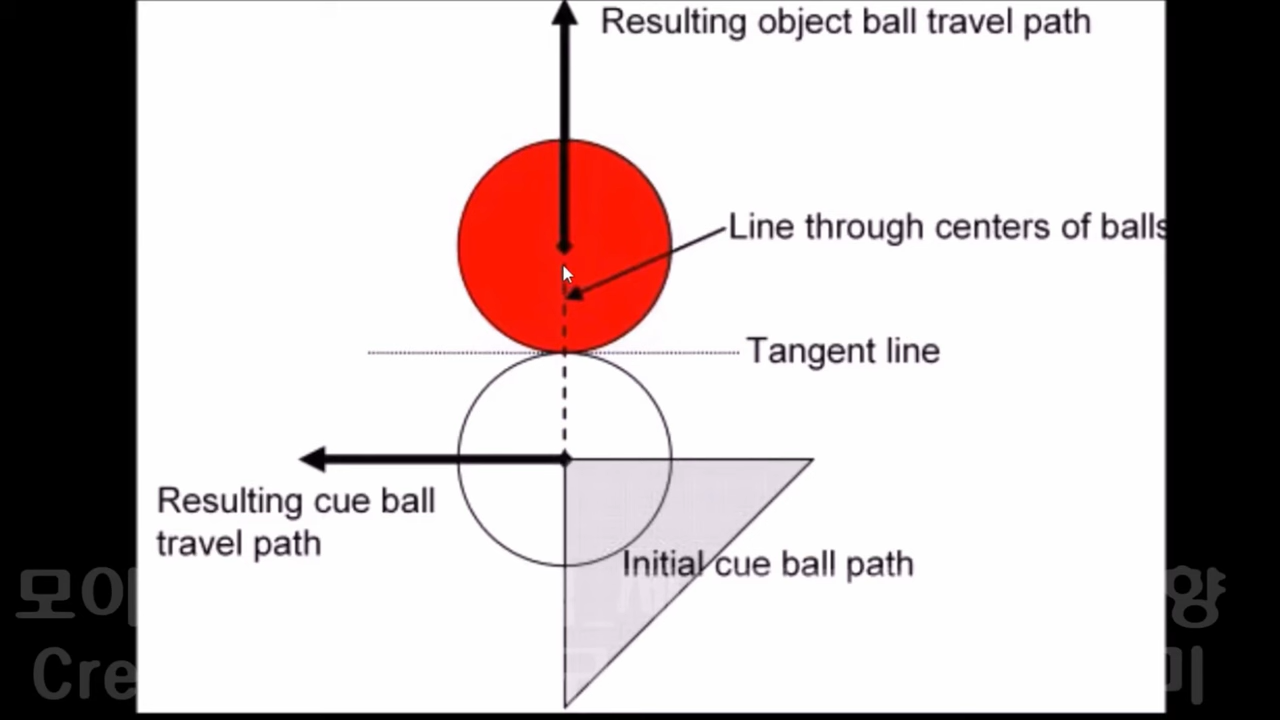 Resulting object ball travel path
Line through centers of balls
Tangent line
Resulting cue ball
travel path
Initial cue ball path